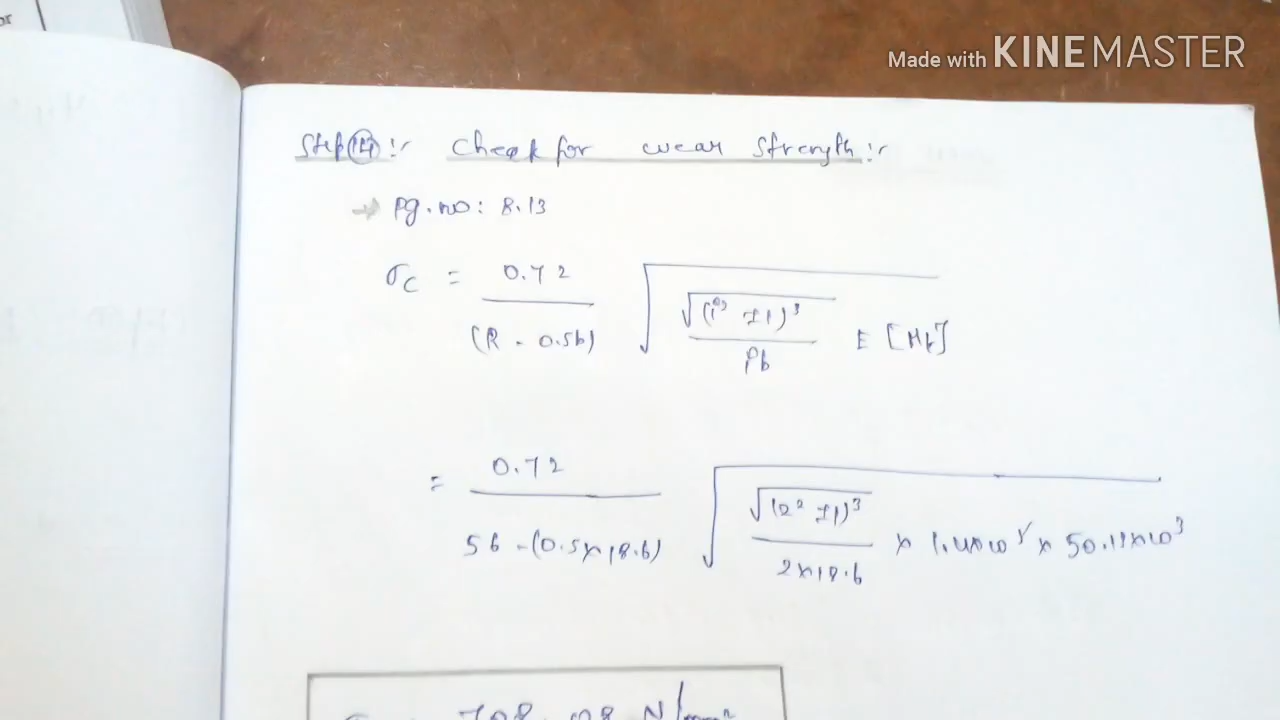 or
Made with KINEMASTER
Step 14 :-  Check for wear strength :-
→ Pg.no: 8.13
σc = 0.72 / (R - 0.5b) √( √(i² ±1)³ / ib E [Mt] )
= 0.72 / 56 - (0.5×18.6) √( √(2² ±1)³ / 2×18.6 × 1.4×10⁵ × 50.11×10³ )
N/mm²